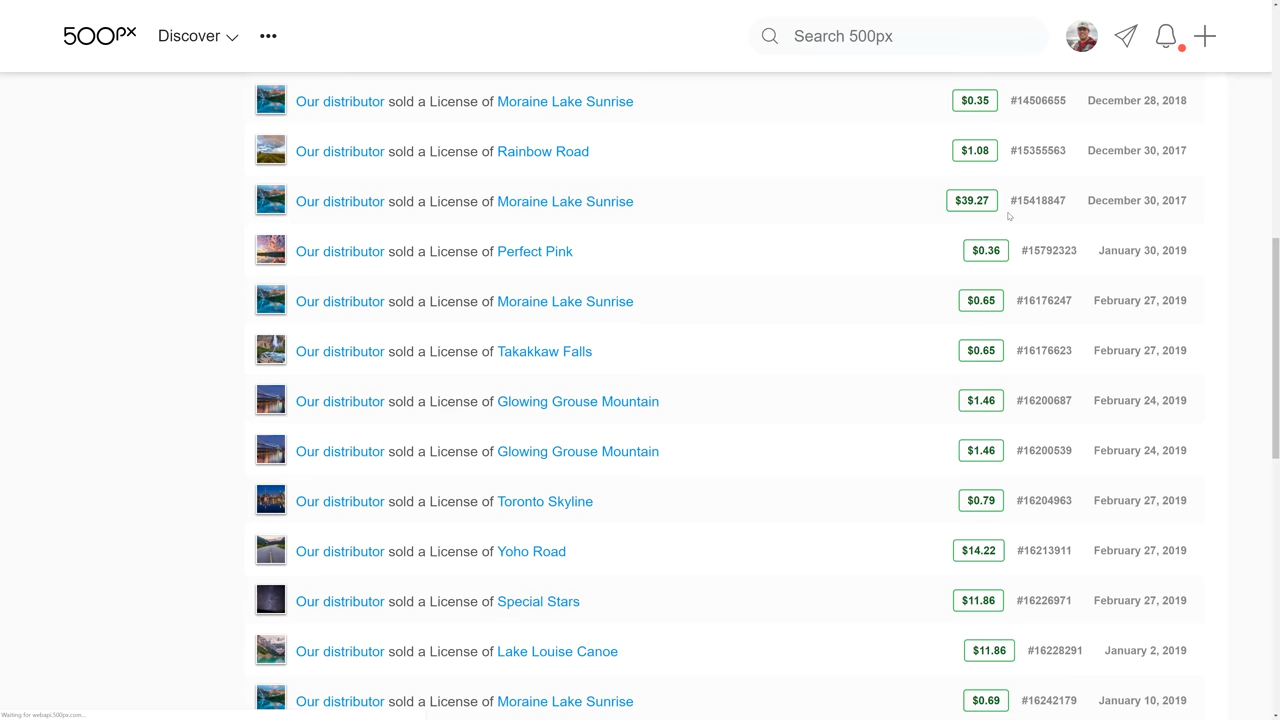 500px Discover ••• Search 500px
Our distributor sold a License of Moraine Lake Sunrise $0.35 #14506655 December 28, 2018
Our distributor sold a License of Rainbow Road $1.08 #15355563 December 30, 2017
Our distributor sold a License of Moraine Lake Sunrise $39.27 #15418847 December 30, 2017
Our distributor sold a License of Perfect Pink $0.36 #15792323 January 30, 2019
Our distributor sold a License of Moraine Lake Sunrise $0.65 #16176247 February 27, 2019
Our distributor sold a License of Takakkaw Falls $0.65 #16176623 February 27, 2019
Our distributor sold a License of Glowing Grouse Mountain $1.46 #16200687 February 24, 2019
Our distributor sold a License of Glowing Grouse Mountain $1.46 #16200539 February 24, 2019
Our distributor sold a License of Toronto Skyline $0.79 #16204963 February 27, 2019
Our distributor sold a License of Yoho Road $14.22 #16213911 February 27, 2019
Our distributor sold a License of Special Stars $11.86 #16226971 February 27, 2019
Our distributor sold a License of Lake Louise Canoe $11.86 #16228291 January 2, 2019
Our distributor sold a License of Moraine Lake Sunrise $0.69 #16242179 January 10, 2019
Waiting for webapi.500px.com...